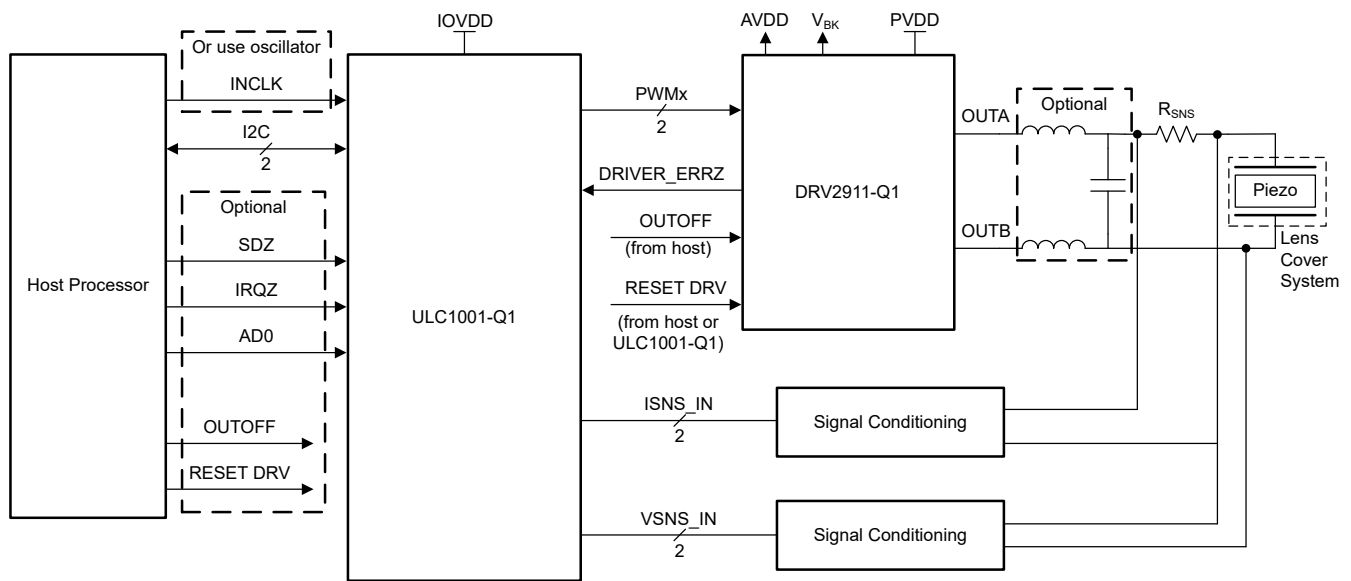 IOVDD
AVDD
V_BK
PVDD
Or use oscillator
INCLK
I2C
2
Optional
SDZ
IRQZ
AD0
OUTOFF
RESET DRV
Host Processor
ULC1001-Q1
PWMx
2
DRIVER_ERRZ
OUTOFF
(from host)
RESET DRV
(from host or
ULC1001-Q1)
DRV2911-Q1
OUTA
OUTB
Optional
R_SNS
Piezo
Lens
Cover
System
ISNS_IN
2
Signal Conditioning
VSNS_IN
2
Signal Conditioning